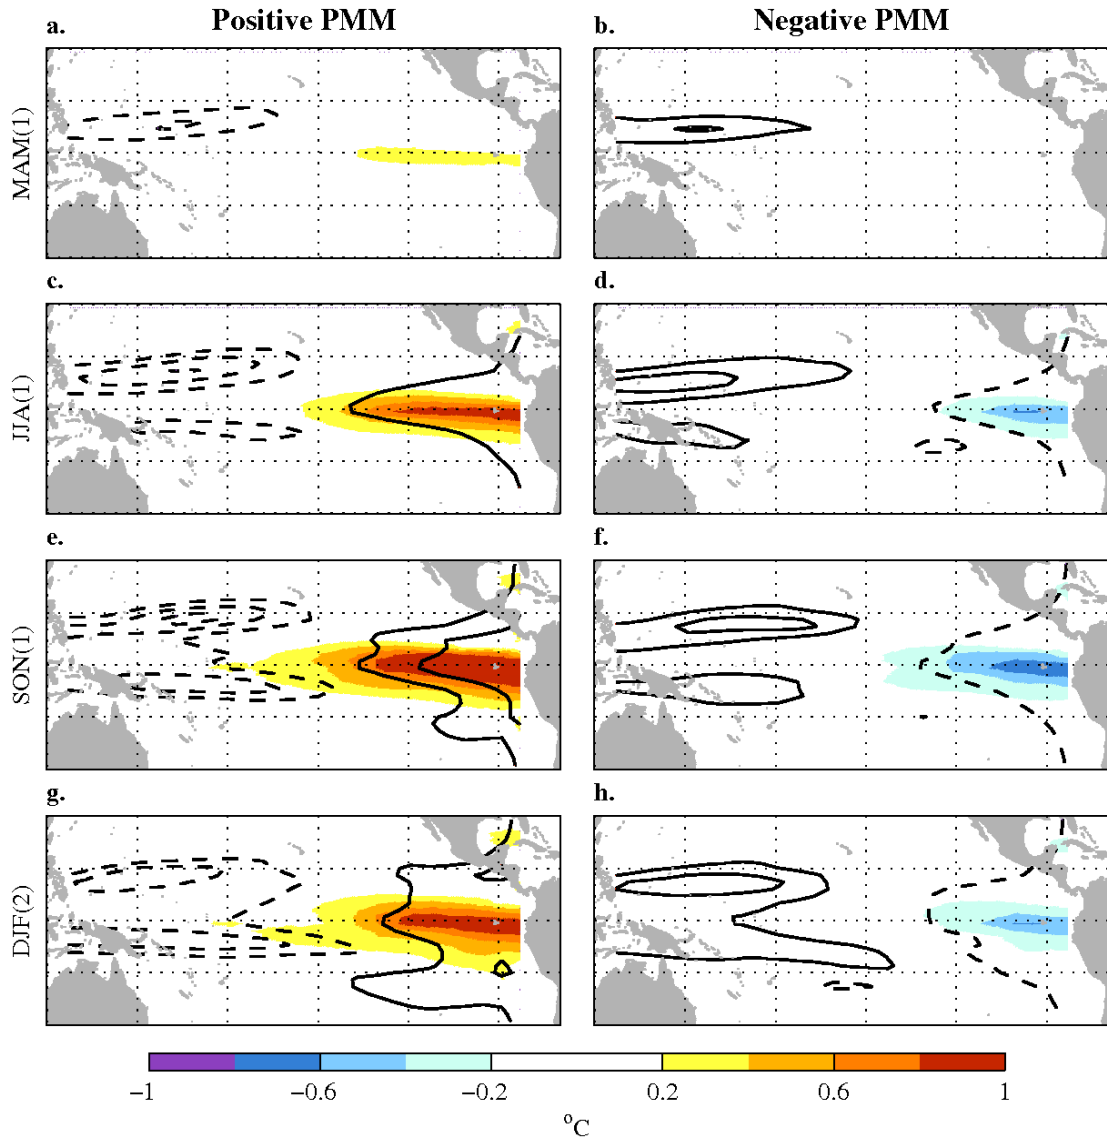 Positive PMM
Negative PMM
a.
b.
MAM(1)
c.
d.
JJA(1)
e.
f.
SON(1)
g.
h.
DJF(2)
−1
−0.6
−0.2
0.2
0.6
1
°C